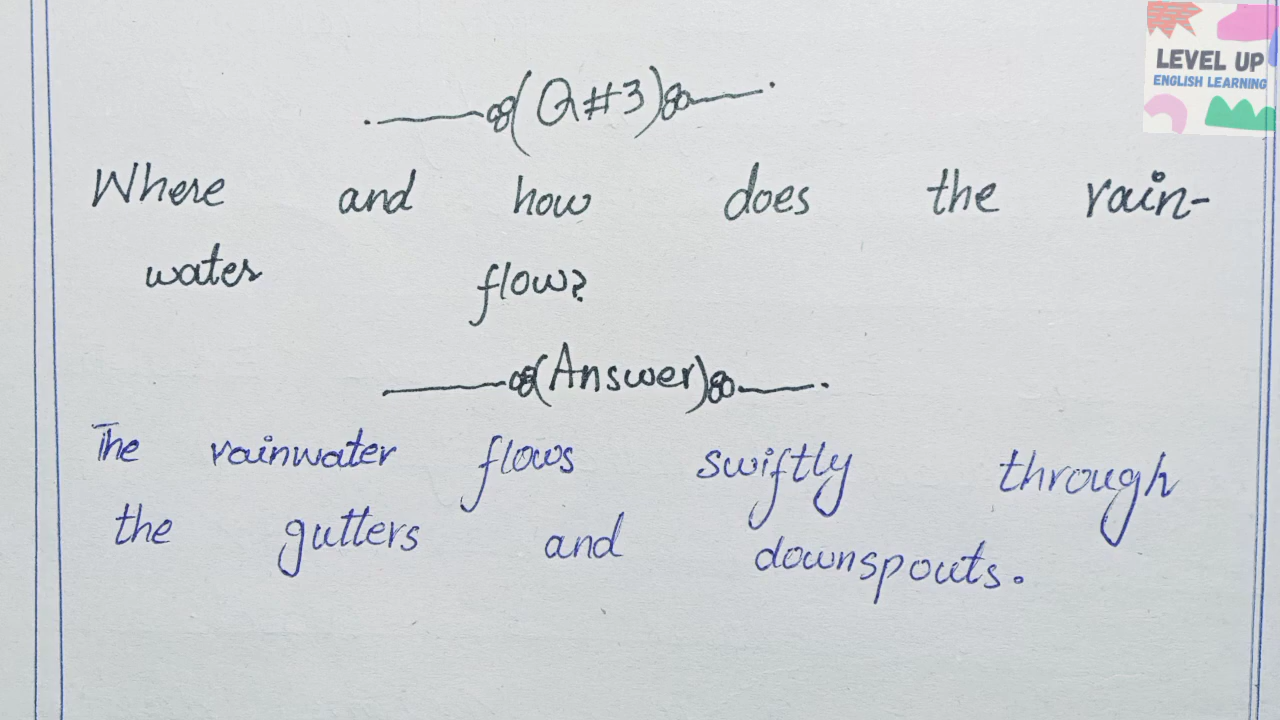 LEVEL UP
ENGLISH LEARNING
(Q#3)
Where and how does the rain-
water flow?
(Answer)
The rainwater flows swiftly through
the gutters and downspouts.